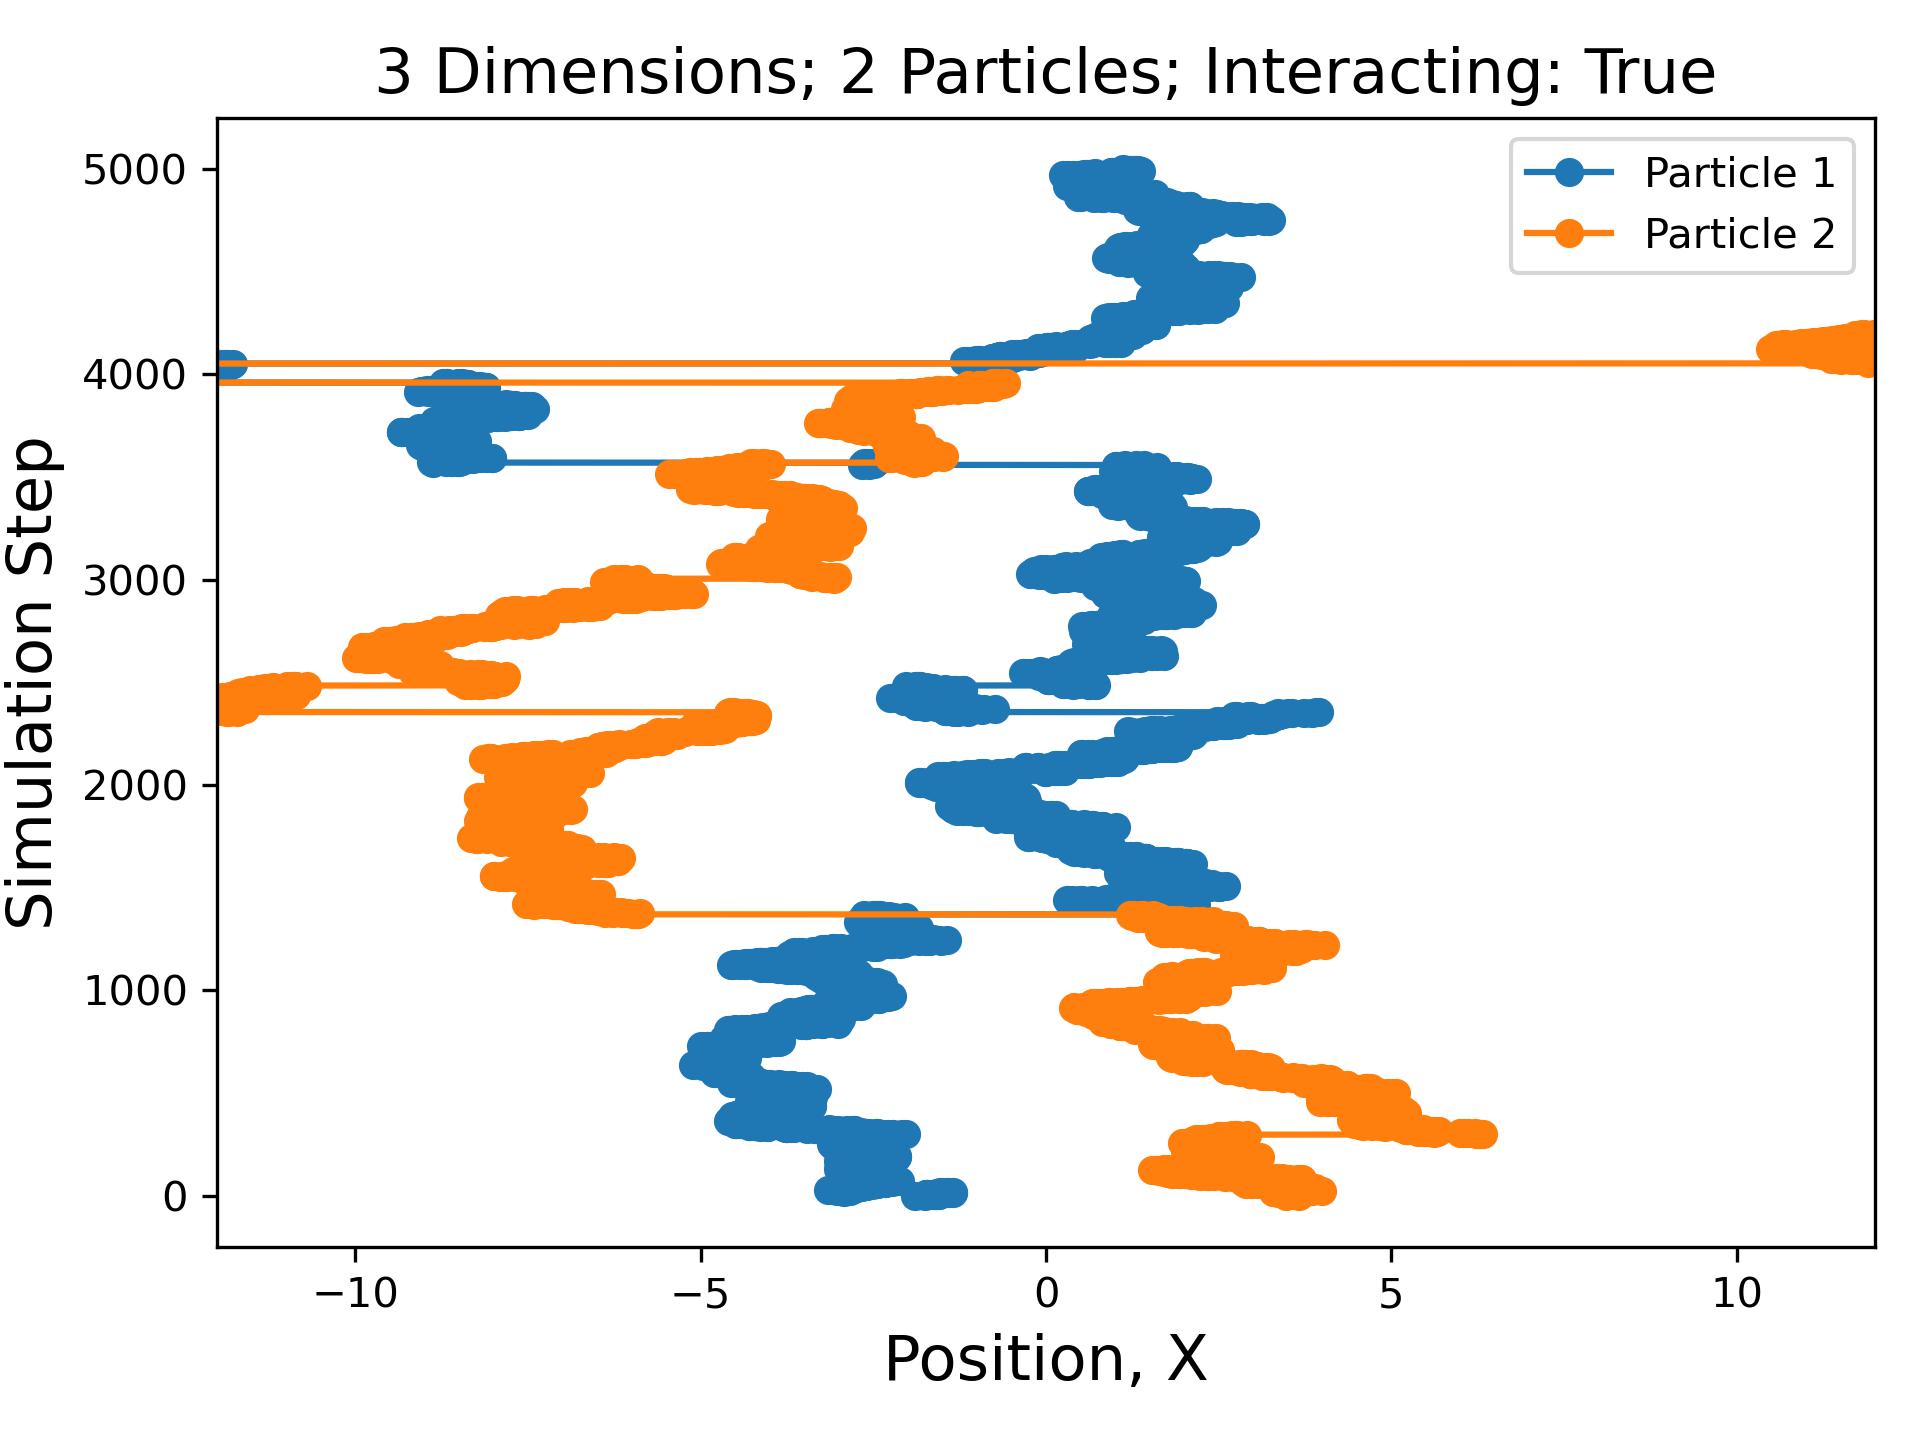 3 Dimensions; 2 Particles; Interacting: True
Particle 1
Particle 2
5000
4000
3000
2000
1000
0
Simulation Step
−10
−5
0
5
10
Position, X